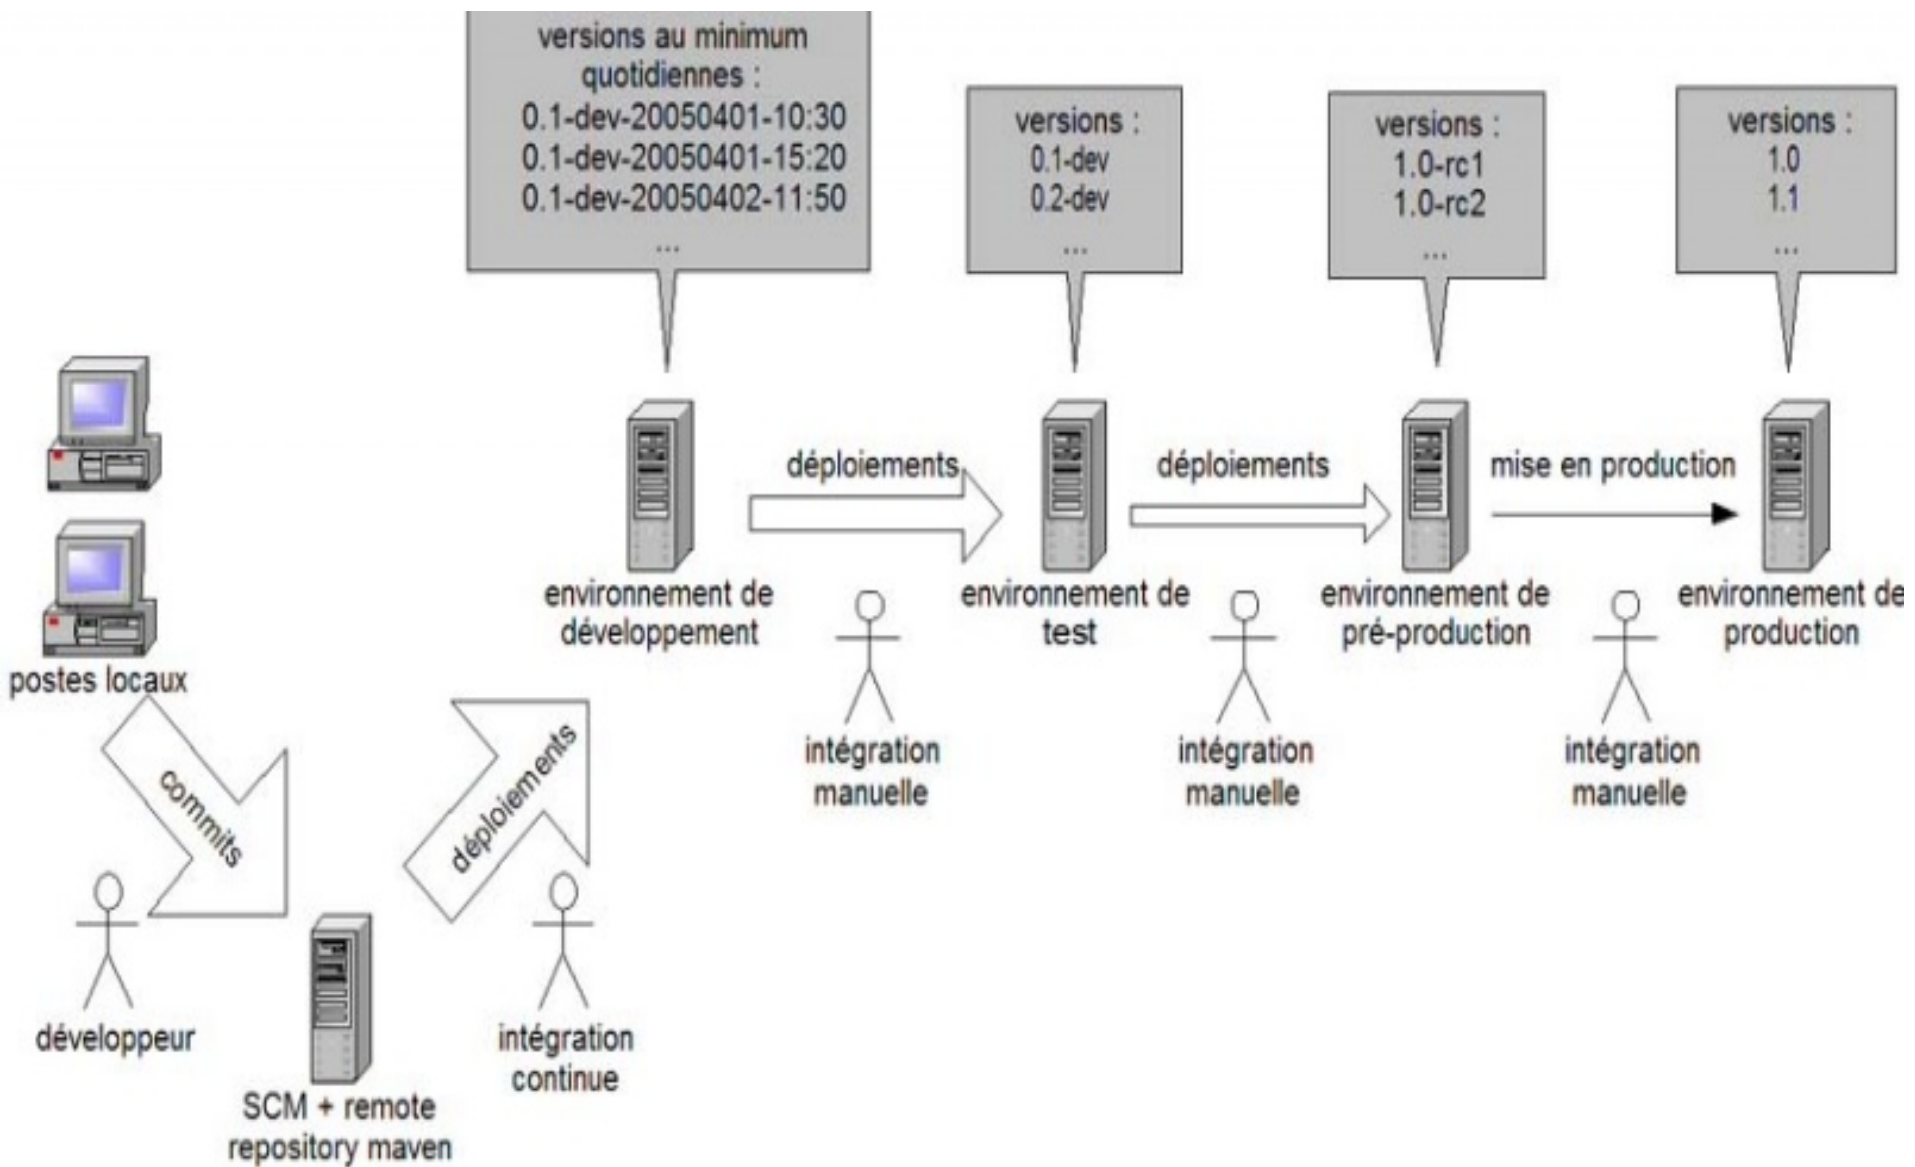 versions au minimum
quotidiennes :
0.1-dev-20050401-10:30
0.1-dev-20050401-15:20
0.1-dev-20050402-11:50
...
versions :
0.1-dev
0.2-dev
...
versions :
1.0-rc1
1.0-rc2
...
versions :
1.0
1.1
...
déploiements
déploiements
mise en production
environnement de
développement
environnement de
test
environnement de
pré-production
environnement de
production
postes locaux
intégration
manuelle
intégration
manuelle
intégration
manuelle
commits
déploiements
développeur
intégration
continue
SCM + remote
repository maven